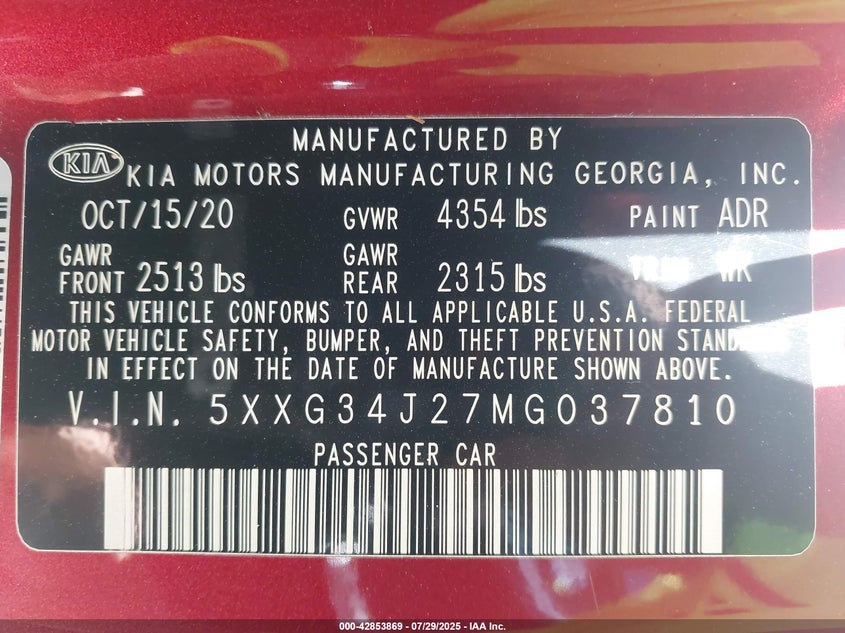 MANUFACTURED BY
KIA KIA MOTORS MANUFACTURING GEORGIA, INC.
OCT/15/20 GVWR 4354 lbs PAINT ADR
GAWR FRONT 2513 lbs GAWR REAR 2315 lbs TRIM WK
THIS VEHICLE CONFORMS TO ALL APPLICABLE U.S.A. FEDERAL
MOTOR VEHICLE SAFETY, BUMPER, AND THEFT PREVENTION
IN EFFECT ON THE DATE OF MANUFACTURE SHOWN ABOVE.
V.I.N. 5XXG34J27MG037810
PASSENGER CAR
000-42853869 - 07/29/2025 - IAA Inc.